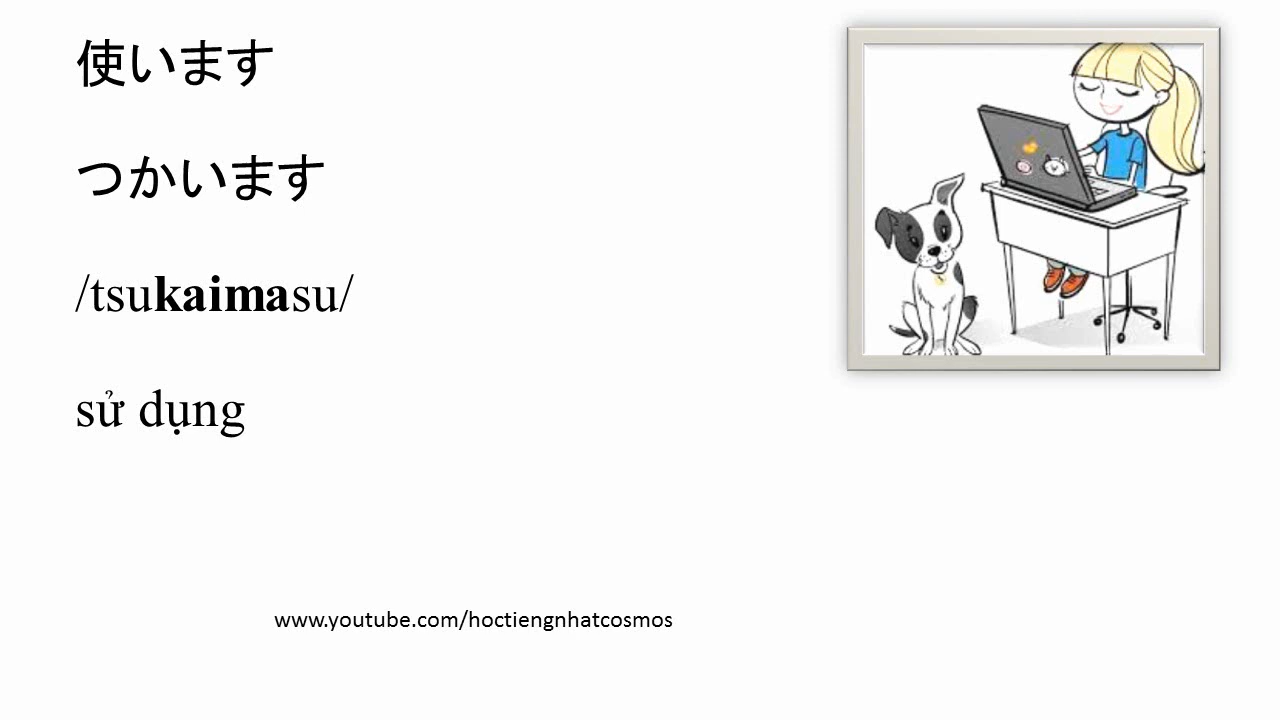 使います
つかいます
/tsukaimasu/
sử dụng
www.youtube.com/hoctiengnhatcosmos